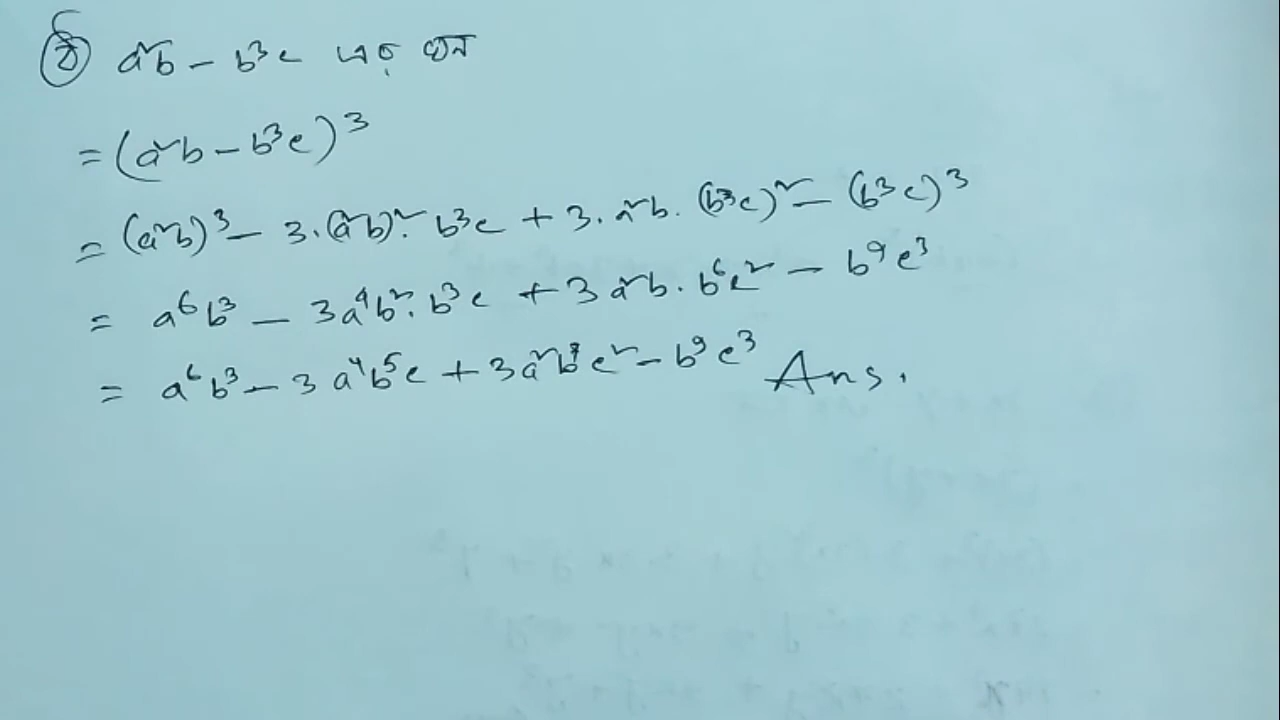 ঠি a²b - b³c এর ঘন
= (a²b - b³c)³
= (a²b)³ - 3.(a²b)². b³c + 3. a²b. (b³c)² - (b³c)³
= a⁶b³ - 3a⁴b². b³c + 3a²b. b⁶c² - b⁹c³
= a⁶b³ - 3a⁴b⁵c + 3a²b⁷c² - b⁹c³ Ans.